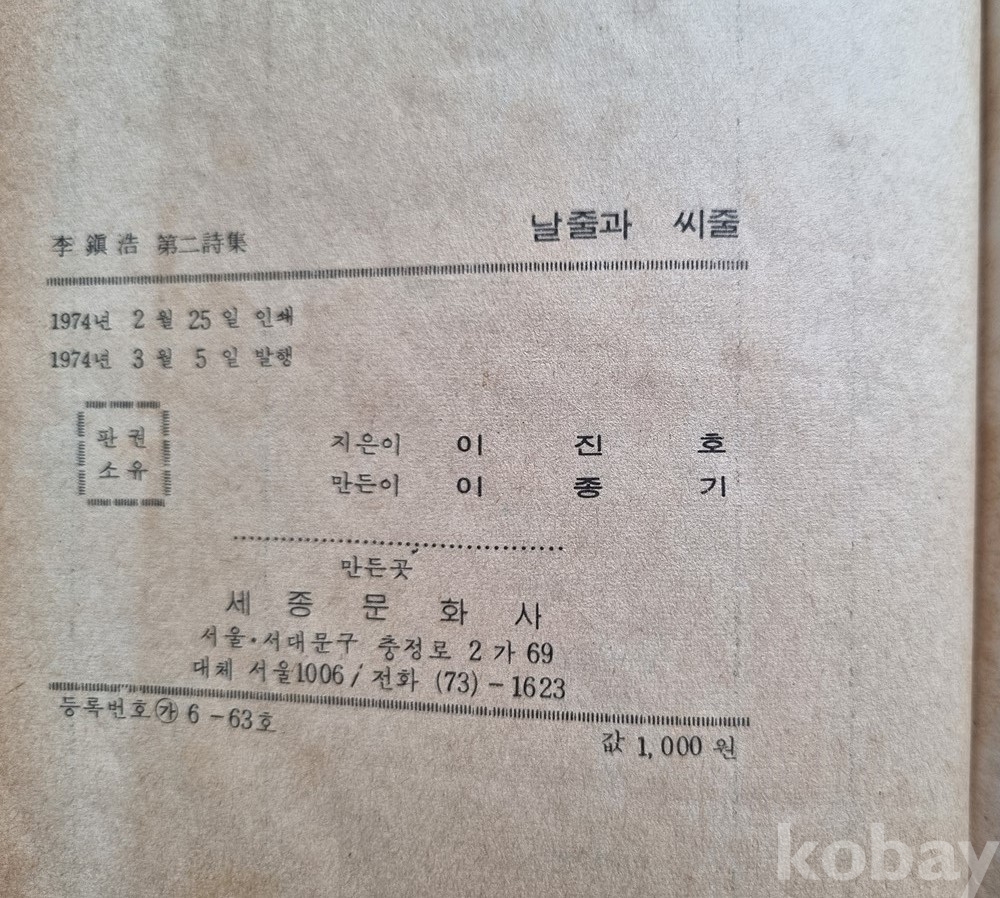 李鎭浩 第二詩集 날줄과 씨줄
1974년 2월 25일 인쇄
1974년 3월 5일 발행
판권
소유
지은이 이진호
만든이 이종기
만든곳
세종문화사
서울·서대문구 충정로 2가 69
대체 서울1006/전화 (73)-1623
등록번호㉮6-63호
값 1,000원
kobay